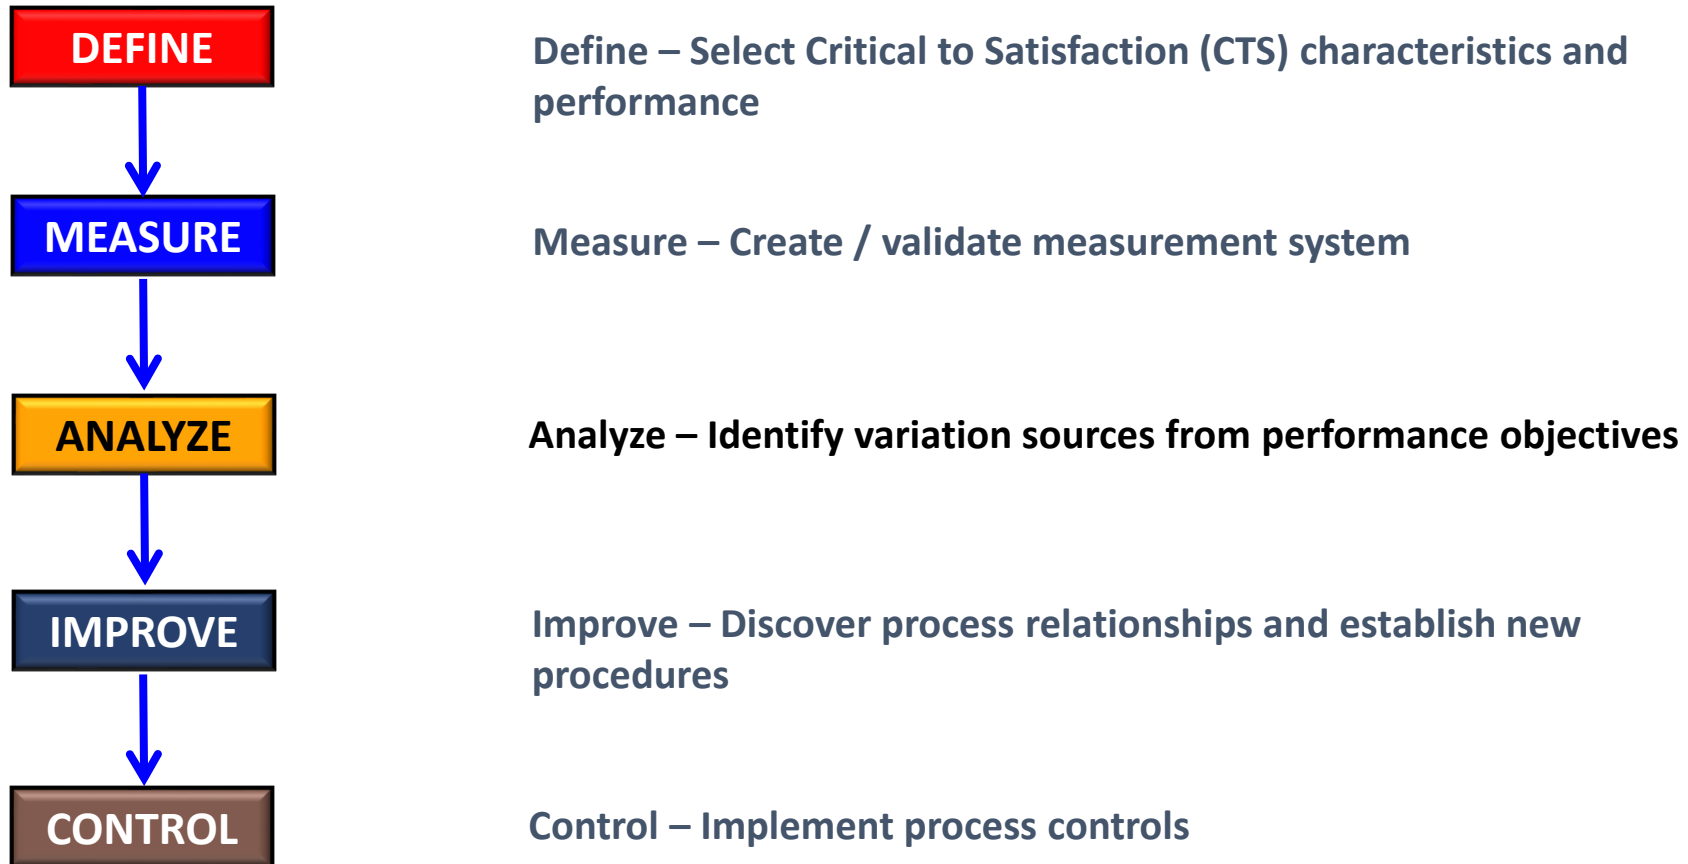 DEFINE
Define – Select Critical to Satisfaction (CTS) characteristics and
performance
MEASURE
Measure – Create / validate measurement system
ANALYZE
Analyze – Identify variation sources from performance objectives
IMPROVE
Improve – Discover process relationships and establish new
procedures
CONTROL
Control – Implement process controls